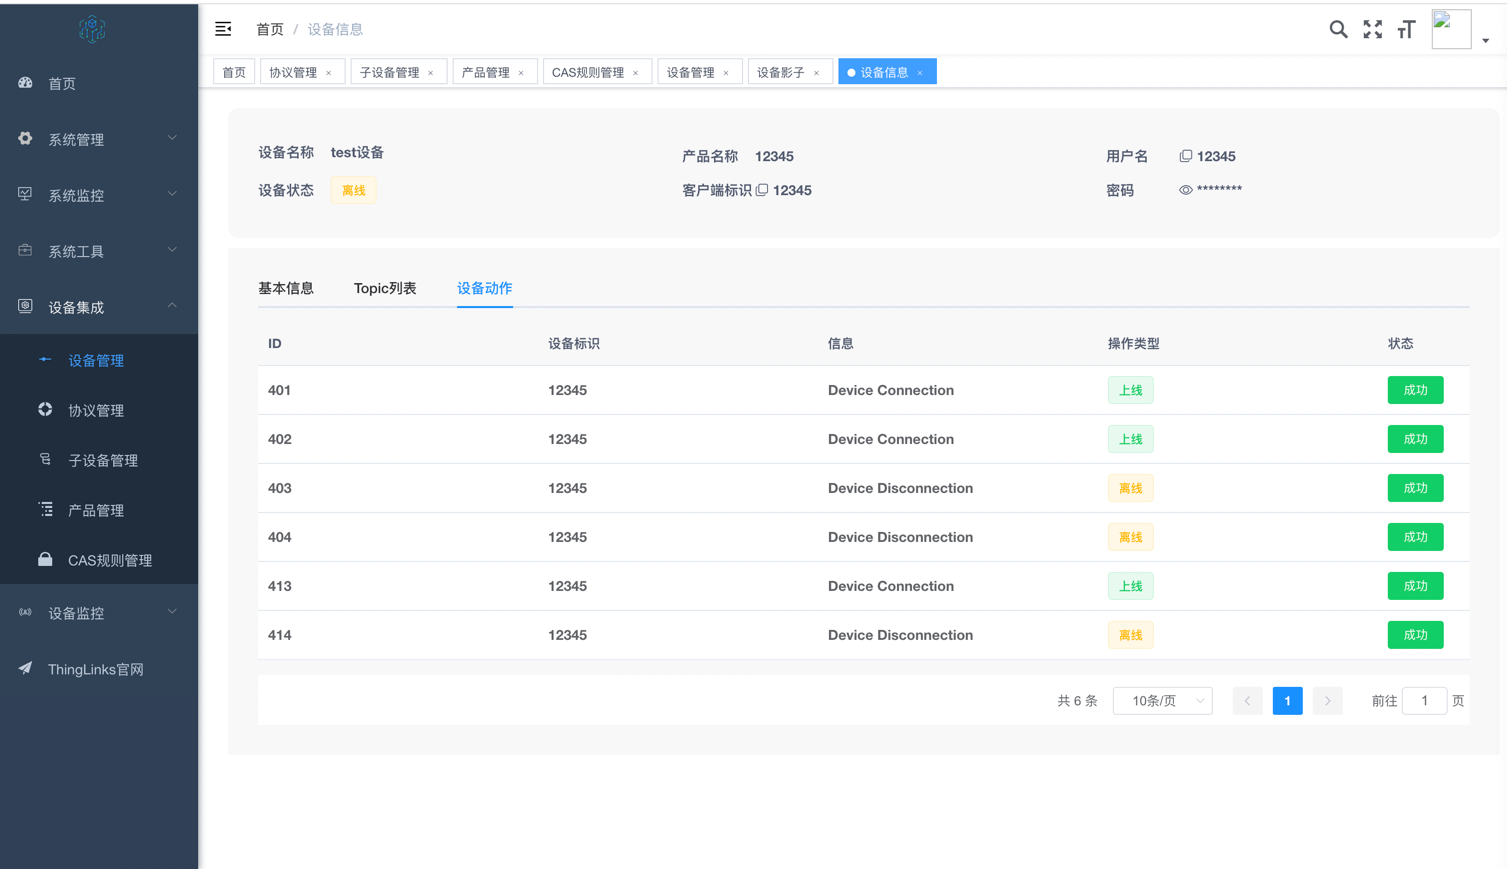 首页 / 设备信息
首页 协议管理 × 子设备管理 × 产品管理 × CAS规则管理 × 设备管理 × 设备影子 × 设备信息 ×
首页
系统管理
系统监控
系统工具
设备集成
设备管理
协议管理
子设备管理
产品管理
CAS规则管理
设备监控
ThingLinks官网
设备名称 test设备 产品名称 12345 用户名 12345
设备状态 离线 客户端标识 12345 密码 ********
基本信息 Topic列表 设备动作
ID 设备标识 信息 操作类型 状态
401 12345 Device Connection 上线 成功
402 12345 Device Connection 上线 成功
403 12345 Device Disconnection 离线 成功
404 12345 Device Disconnection 离线 成功
413 12345 Device Connection 上线 成功
414 12345 Device Disconnection 离线 成功
共 6 条 10条/页 1 前往 1 页